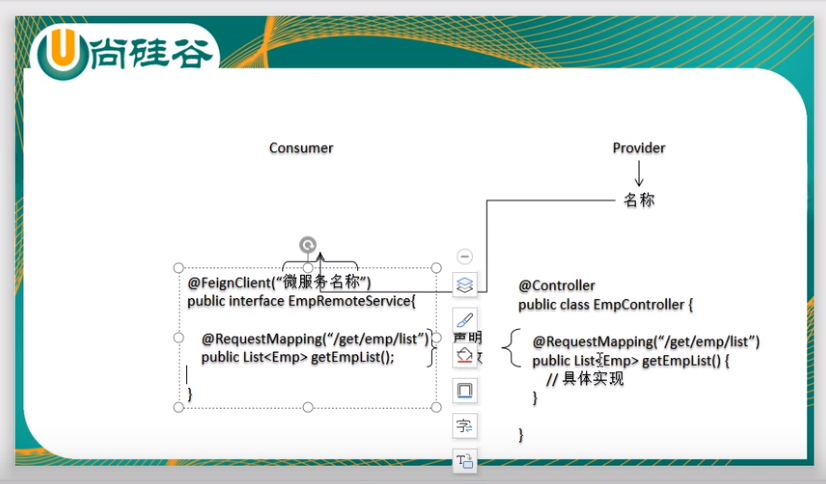 尚硅谷
Consumer
Provider
名称
@FeignClient(“微服务名称”)
public interface EmpRemoteService{
@RequestMapping(“/get/emp/list”)
public List<Emp> getEmpList();
}
声明
@Controller
public class EmpController {
@RequestMapping(“/get/emp/list”)
public List<Emp> getEmpList() {
// 具体实现
}
}
字
T